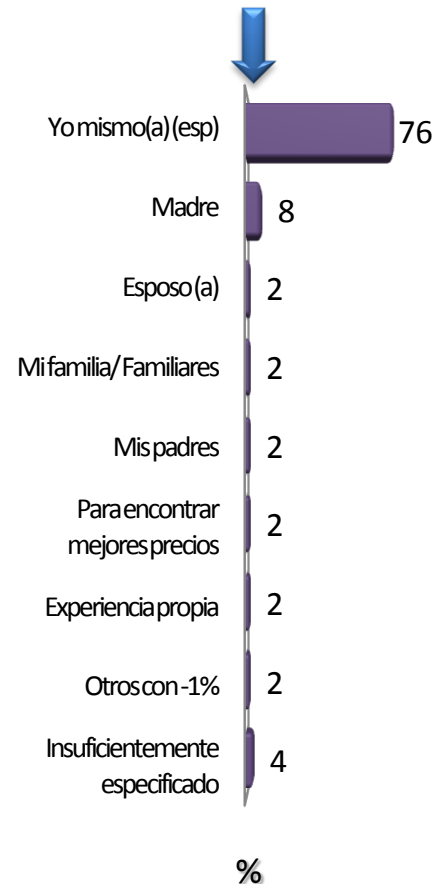 Yo mismo(a) (esp) 76
Madre 8
Esposo (a) 2
Mi familia/ Familiares 2
Mis padres 2
Para encontrar
mejores precios 2
Experiencia propia 2
Otros con -1% 2
Insuficientemente
especificado 4
%